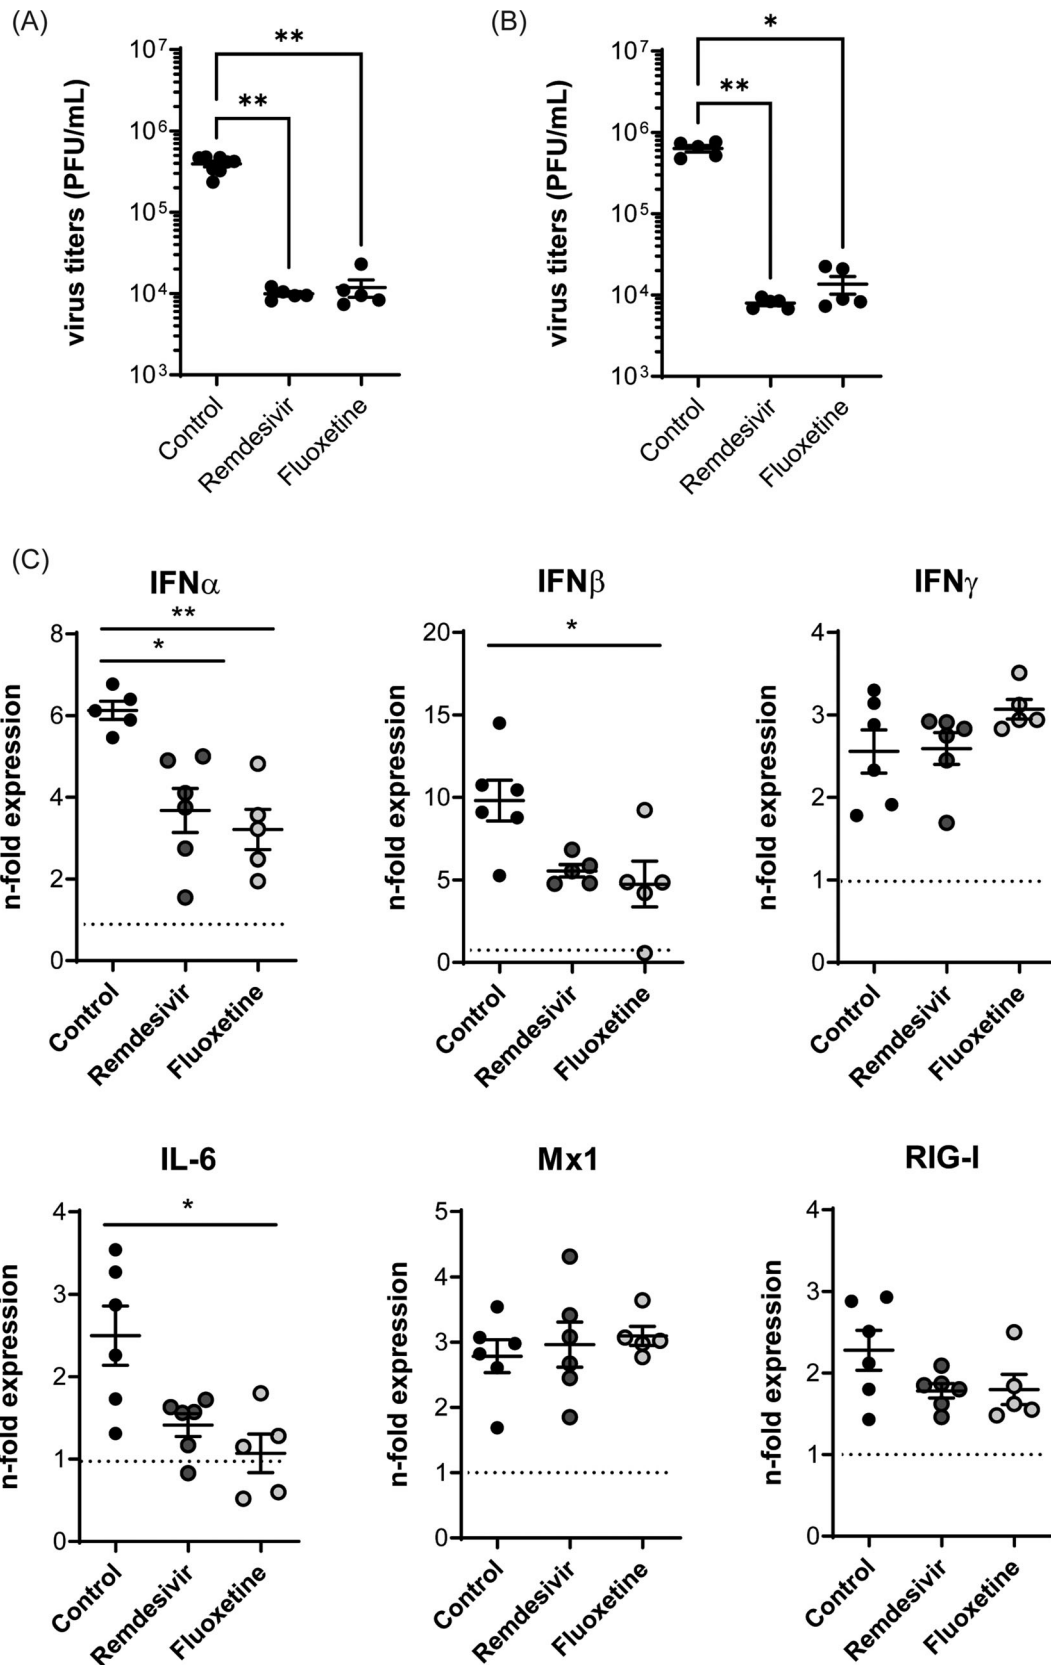 (A)
virus titers (PFU/mL)
10⁷
10⁶
10⁵
10⁴
10³
**
**
Control
Remdesivir
Fluoxetine
(B)
virus titers (PFU/mL)
10⁷
10⁶
10⁵
10⁴
10³
*
**
Control
Remdesivir
Fluoxetine
(C)
IFNα
n-fold expression
8
6
4
2
0
**
*
Control
Remdesivir
Fluoxetine
IFNβ
n-fold expression
20
15
10
5
0
*
Control
Remdesivir
Fluoxetine
IFNγ
n-fold expression
4
3
2
1
0
Control
Remdesivir
Fluoxetine
IL-6
n-fold expression
4
3
2
1
0
*
Control
Remdesivir
Fluoxetine
Mx1
n-fold expression
5
4
3
2
1
0
Control
Remdesivir
Fluoxetine
RIG-I
n-fold expression
4
3
2
1
0
Control
Remdesivir
Fluoxetine